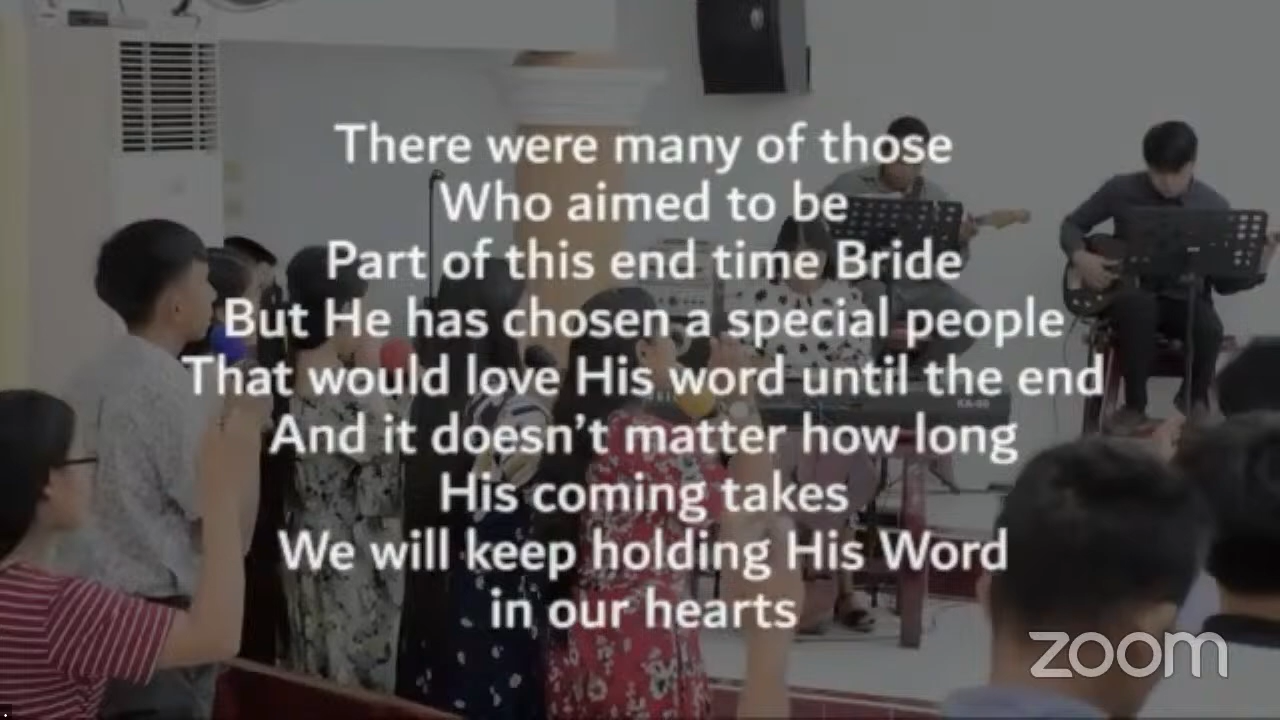 There were many of those
Who aimed to be
Part of this end time Bride
But He has chosen a special people
That would love His word until the end
And it doesn't matter how long
His coming takes
We will keep holding His Word
in our hearts
zoom